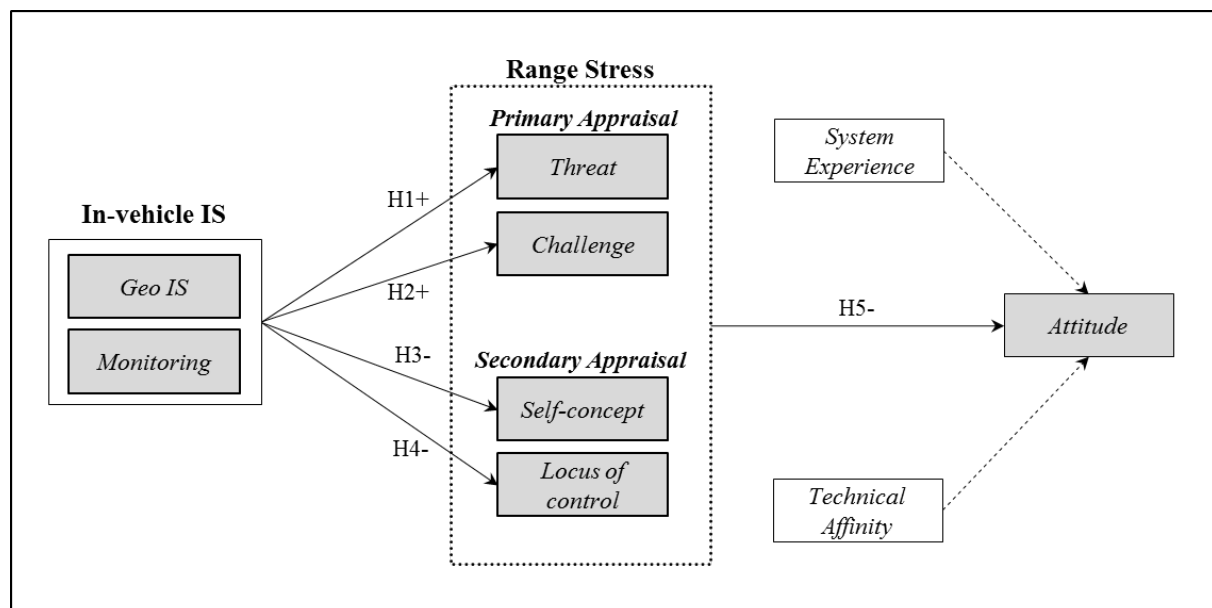 Range Stress
Primary Appraisal
Threat
Challenge
Secondary Appraisal
Self-concept
Locus of
control
In-vehicle IS
Geo IS
Monitoring
H1+
H2+
H3-
H4-
H5-
System
Experience
Attitude
Technical
Affinity